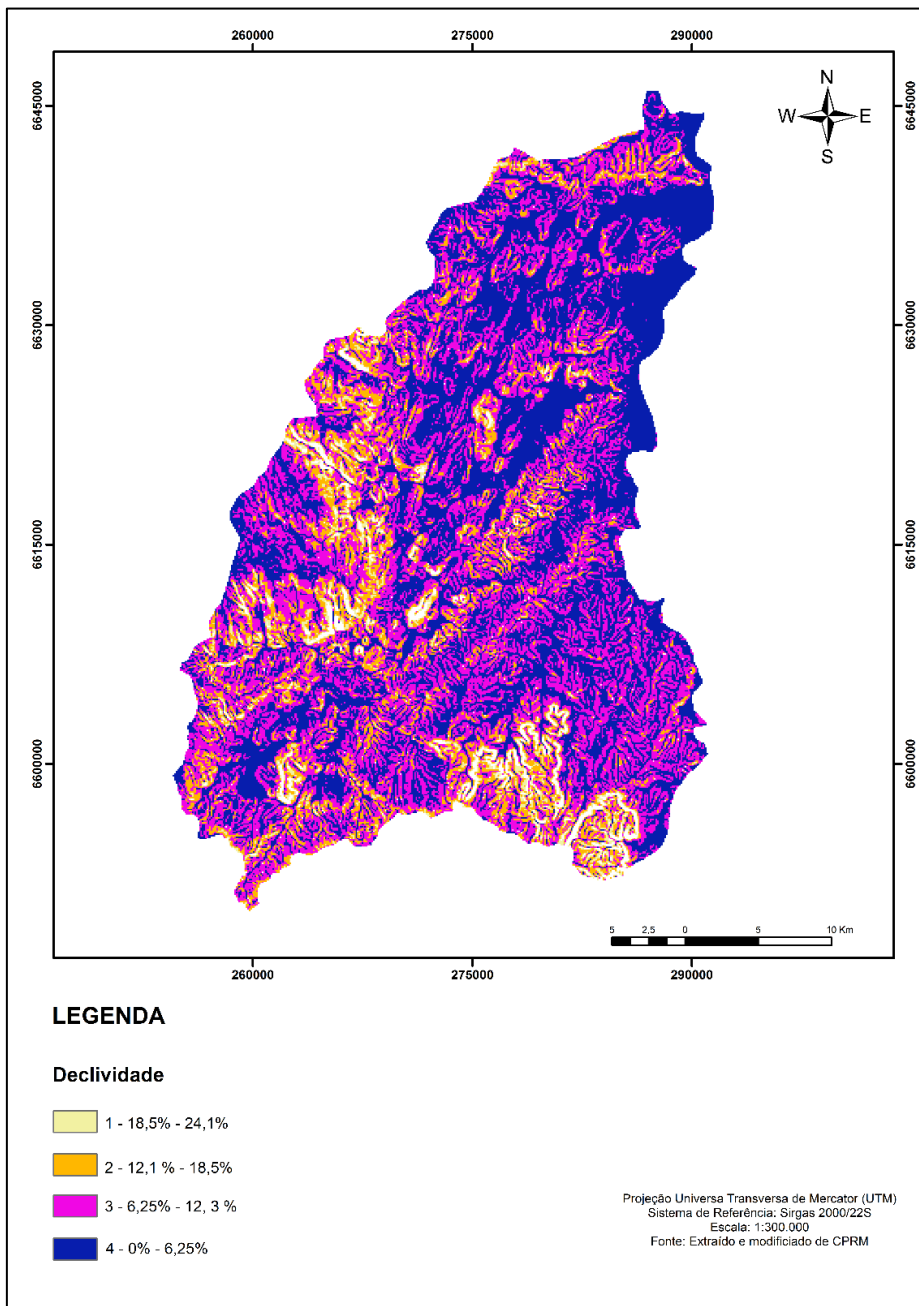 260000 275000 290000
N
W E
S
6645000 6645000
6630000 6630000
6615000 6615000
6600000 6600000
5 2,5 0 5 10 Km
260000 275000 290000
LEGENDA
Declividade
1 - 18,5% - 24,1%
2 - 12,1 % - 18,5%
3 - 6,25% - 12, 3 %
4 - 0% - 6,25%
Projeção Universa Transversa de Mercator (UTM)
Sistema de Referência: Sirgas 2000/22S
Escala: 1:300.000
Fonte: Extraído e modificiado de CPRM